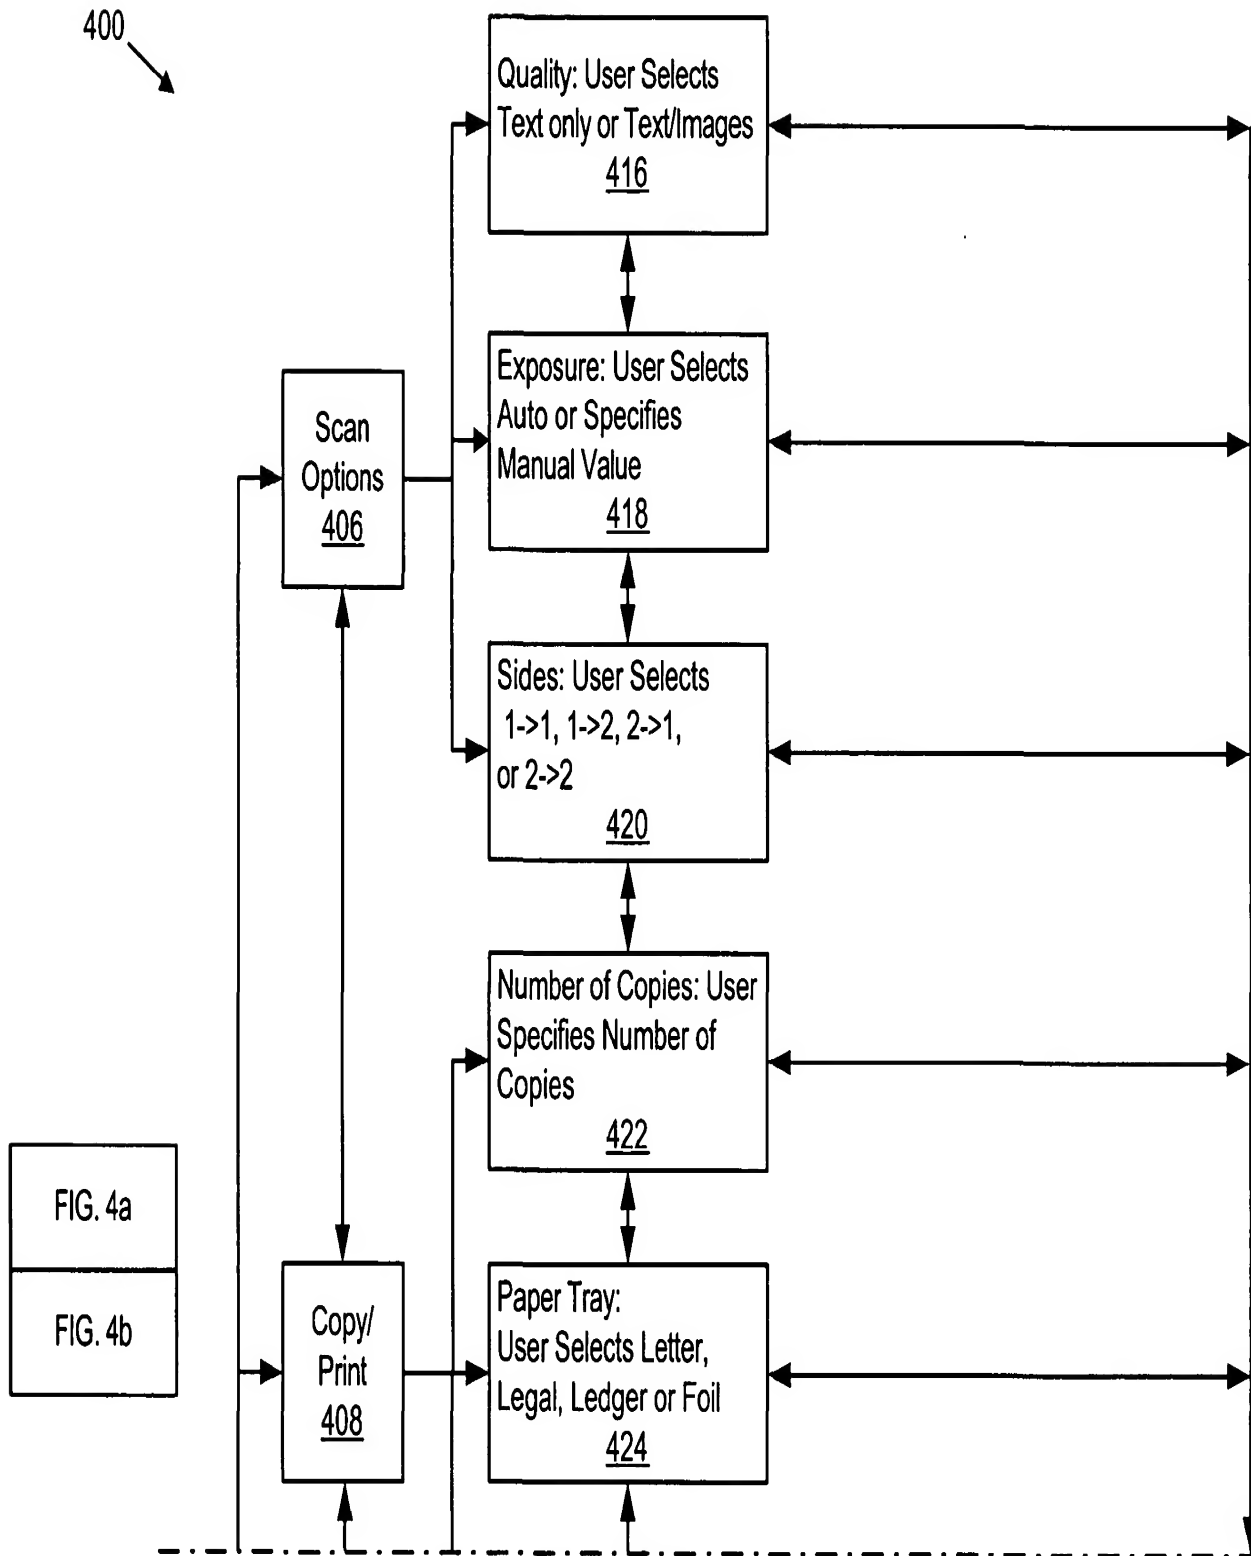 400
Quality: User Selects
Text only or Text/Images
416
Exposure: User Selects
Auto or Specifies
Manual Value
418
Scan
Options
406
Sides: User Selects
1->1, 1->2, 2->1,
or 2->2
420
Number of Copies: User
Specifies Number of
Copies
422
FIG. 4a
FIG. 4b
Copy/
Print
408
Paper Tray:
User Selects Letter,
Legal, Ledger or Foil
424